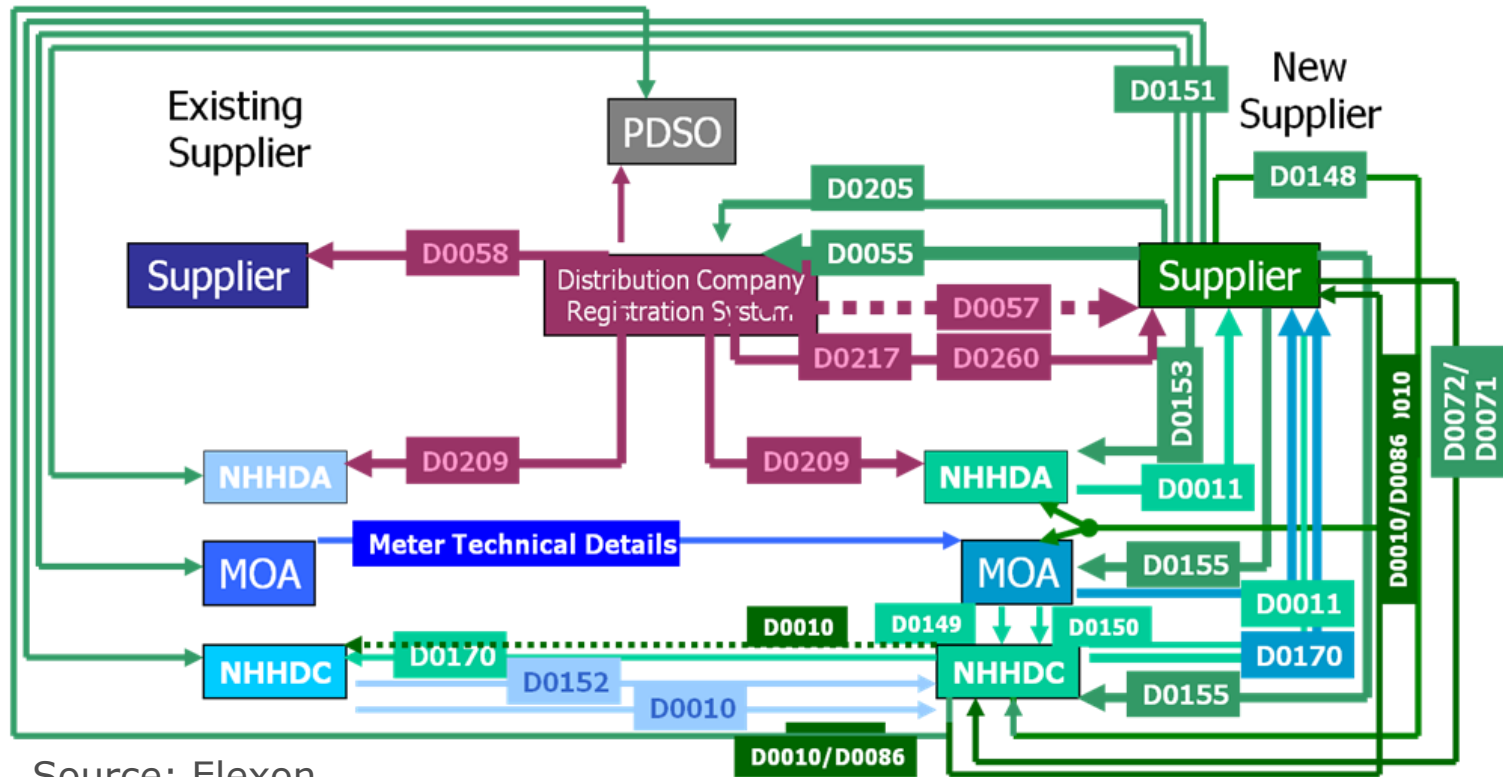 D0151
New
Supplier
Existing
Supplier
PDSO
D0148
D0205
D0058
D0055
Supplier
Distribution Company
Registration System
Supplier
D0057
D0217
D0260
D0153
D0010/D0086
D0072/
D0071
NHHDA
D0209
D0209
NHHDA
D0011
Meter Technical Details
MOA
MOA
D0155
D0011
D0010
D0149
D0150
NHHDC
D0170
NHHDC
D0170
D0152
D0155
D0010
D0010/D0086
Source: Elexon